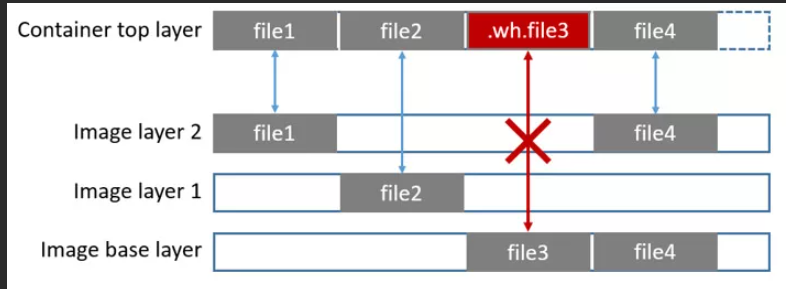 Container top layer file1 file2 .wh.file3 file4
Image layer 2 file1 file4
Image layer 1 file2
Image base layer file3 file4